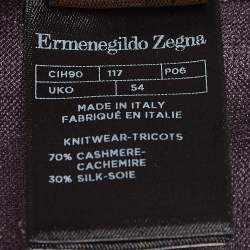 Ermenegildo Zegna
CIH90 117 P06
UKO 54
MADE IN ITALY
FABRIQUÉ EN ITALIE
KNITWEAR-TRICOTS
70% CASHMERE-
CACHEMIRE
30% SILK-SOIE